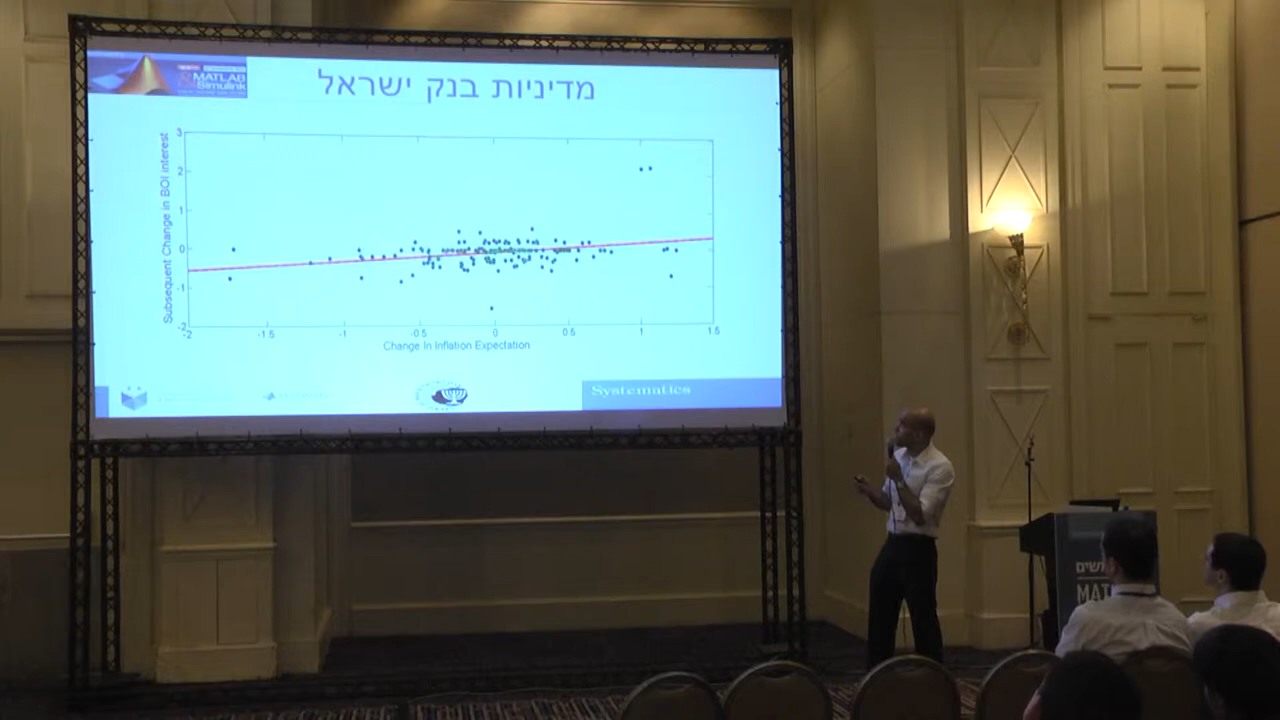 MATLAB
& Simulink
מדיניות בנק ישראל
Subsequent Change in BOI interest
3
2
1
0
-1
-2
-2
-1.5
-1
-0.5
0
0.5
1
1.5
Change In Inflation Expectation
Systematics